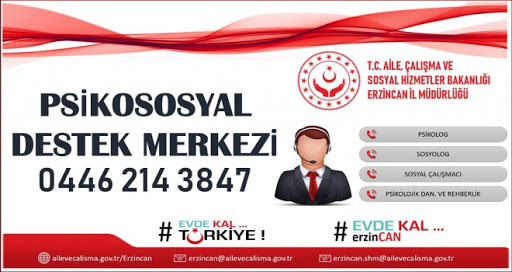 T.C. AİLE, ÇALIŞMA VE
SOSYAL HİZMETLER BAKANLIĞI
ERZİNCAN İL MÜDÜRLÜĞÜ
PSİKOSOSYAL
DESTEK MERKEZİ
0446 214 3847
PSİKOLOG
SOSYOLOG
SOSYAL ÇALIŞMACI
PSİKOLOJİK DAN. VE REHBERLİK
# EVDE KAL ...
TÜRKİYE !
# EVDE KAL ...
erzinCAN
ailevecalisma.gov.tr/Erzincan
erzincan@ailevecalisma.gov.tr
erzincan.shm@ailevecalisma.gov.tr